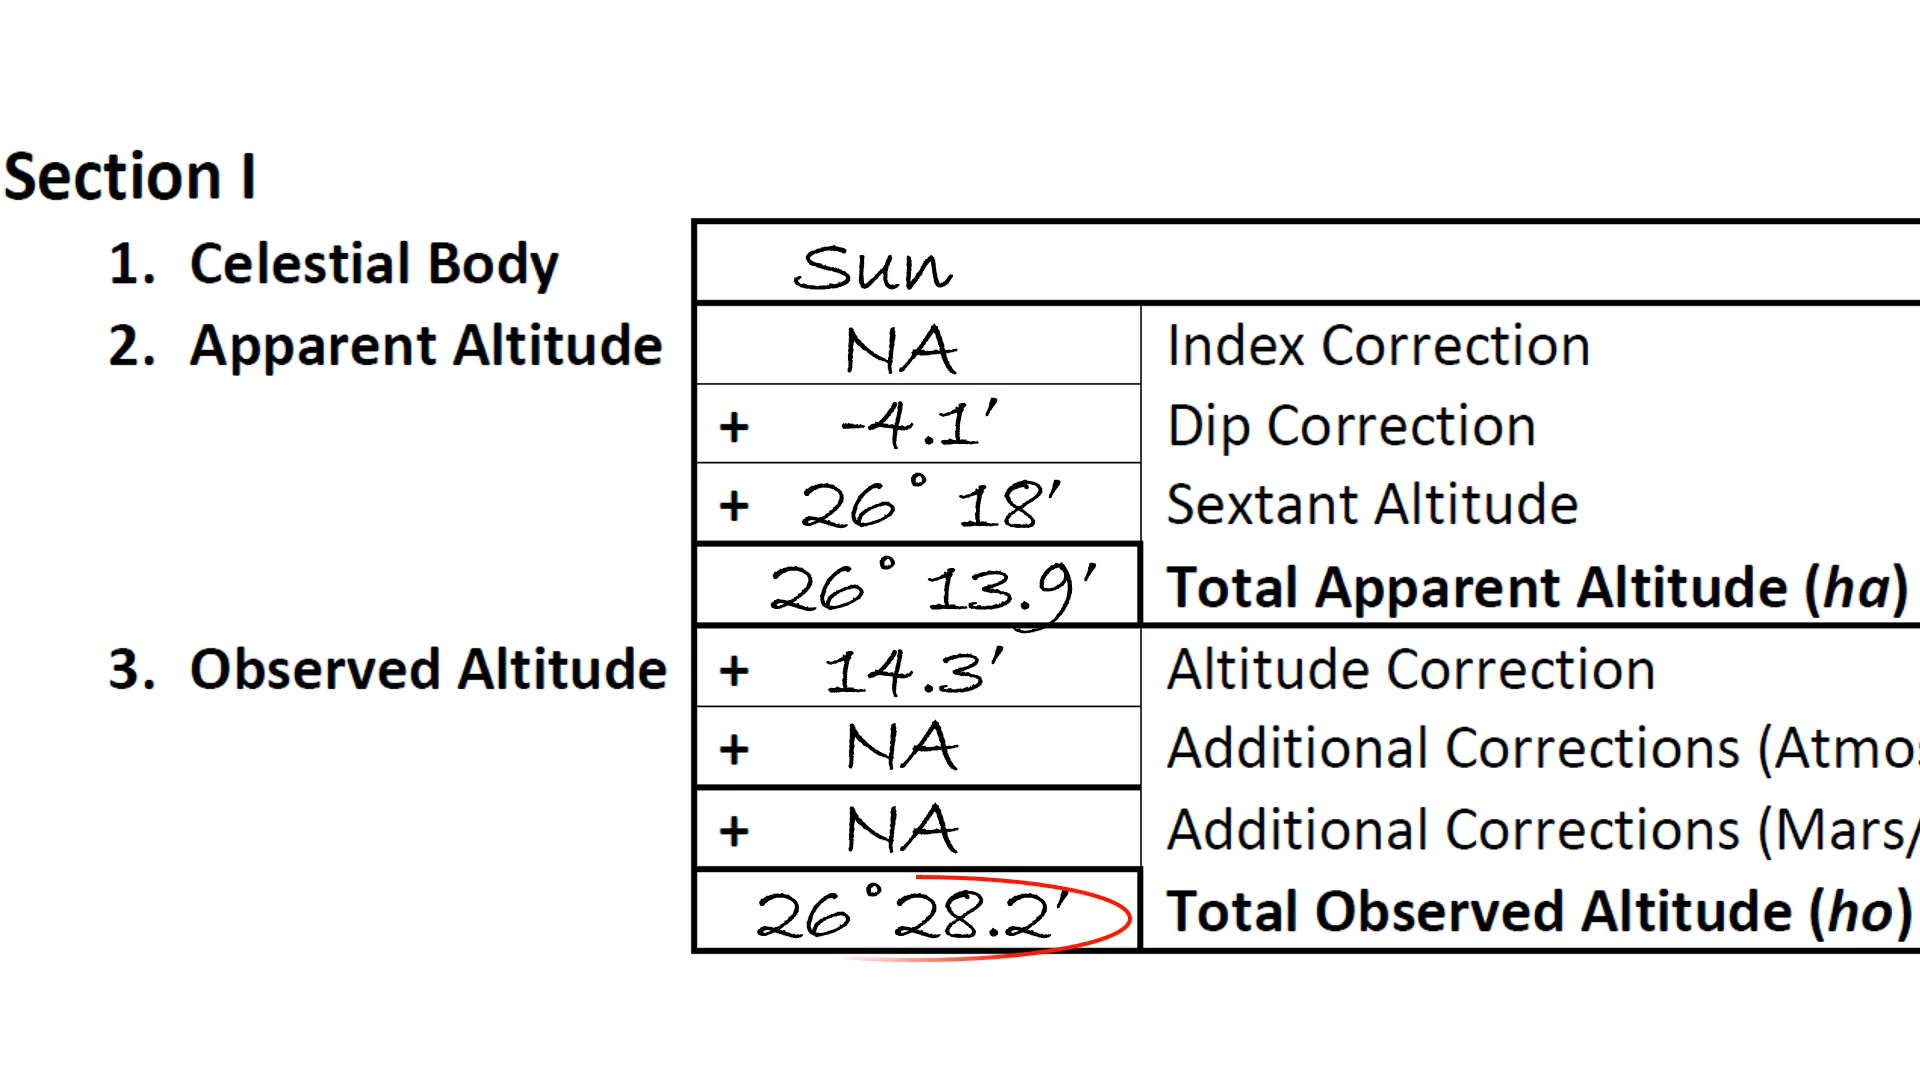 Section I
1. Celestial Body Sun
2. Apparent Altitude NA Index Correction
+ -4.1′ Dip Correction
+ 26° 18′ Sextant Altitude
26° 13.9′ Total Apparent Altitude (ha)
3. Observed Altitude + 14.3′ Altitude Correction
+ NA Additional Corrections (Atmos
+ NA Additional Corrections (Mars/
26° 28.2′ Total Observed Altitude (ho)